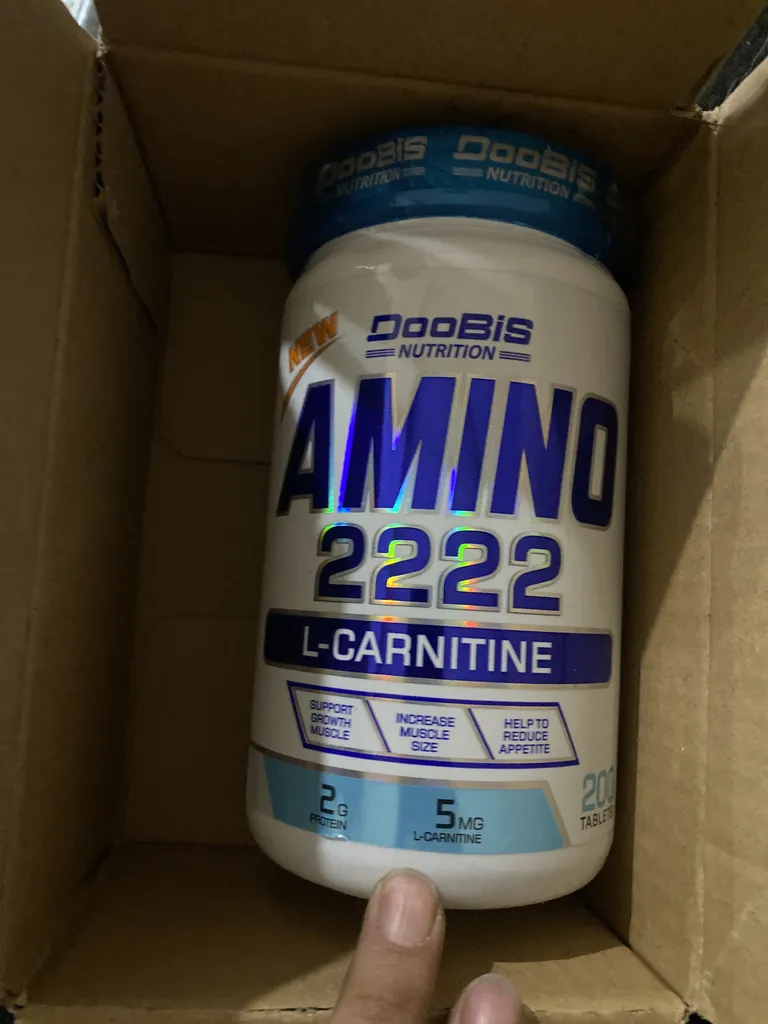 DooBiS DooBiS
NUTRITION NUTRITION
NEW
DooBiS
NUTRITION
AMINO
2222
L-CARNITINE
SUPPORT
GROWTH
MUSCLE
INCREASE
MUSCLE
SIZE
HELP TO
REDUCE
APPETITE
2G
PROTEIN
5MG
L-CARNITINE
200
TABLETS